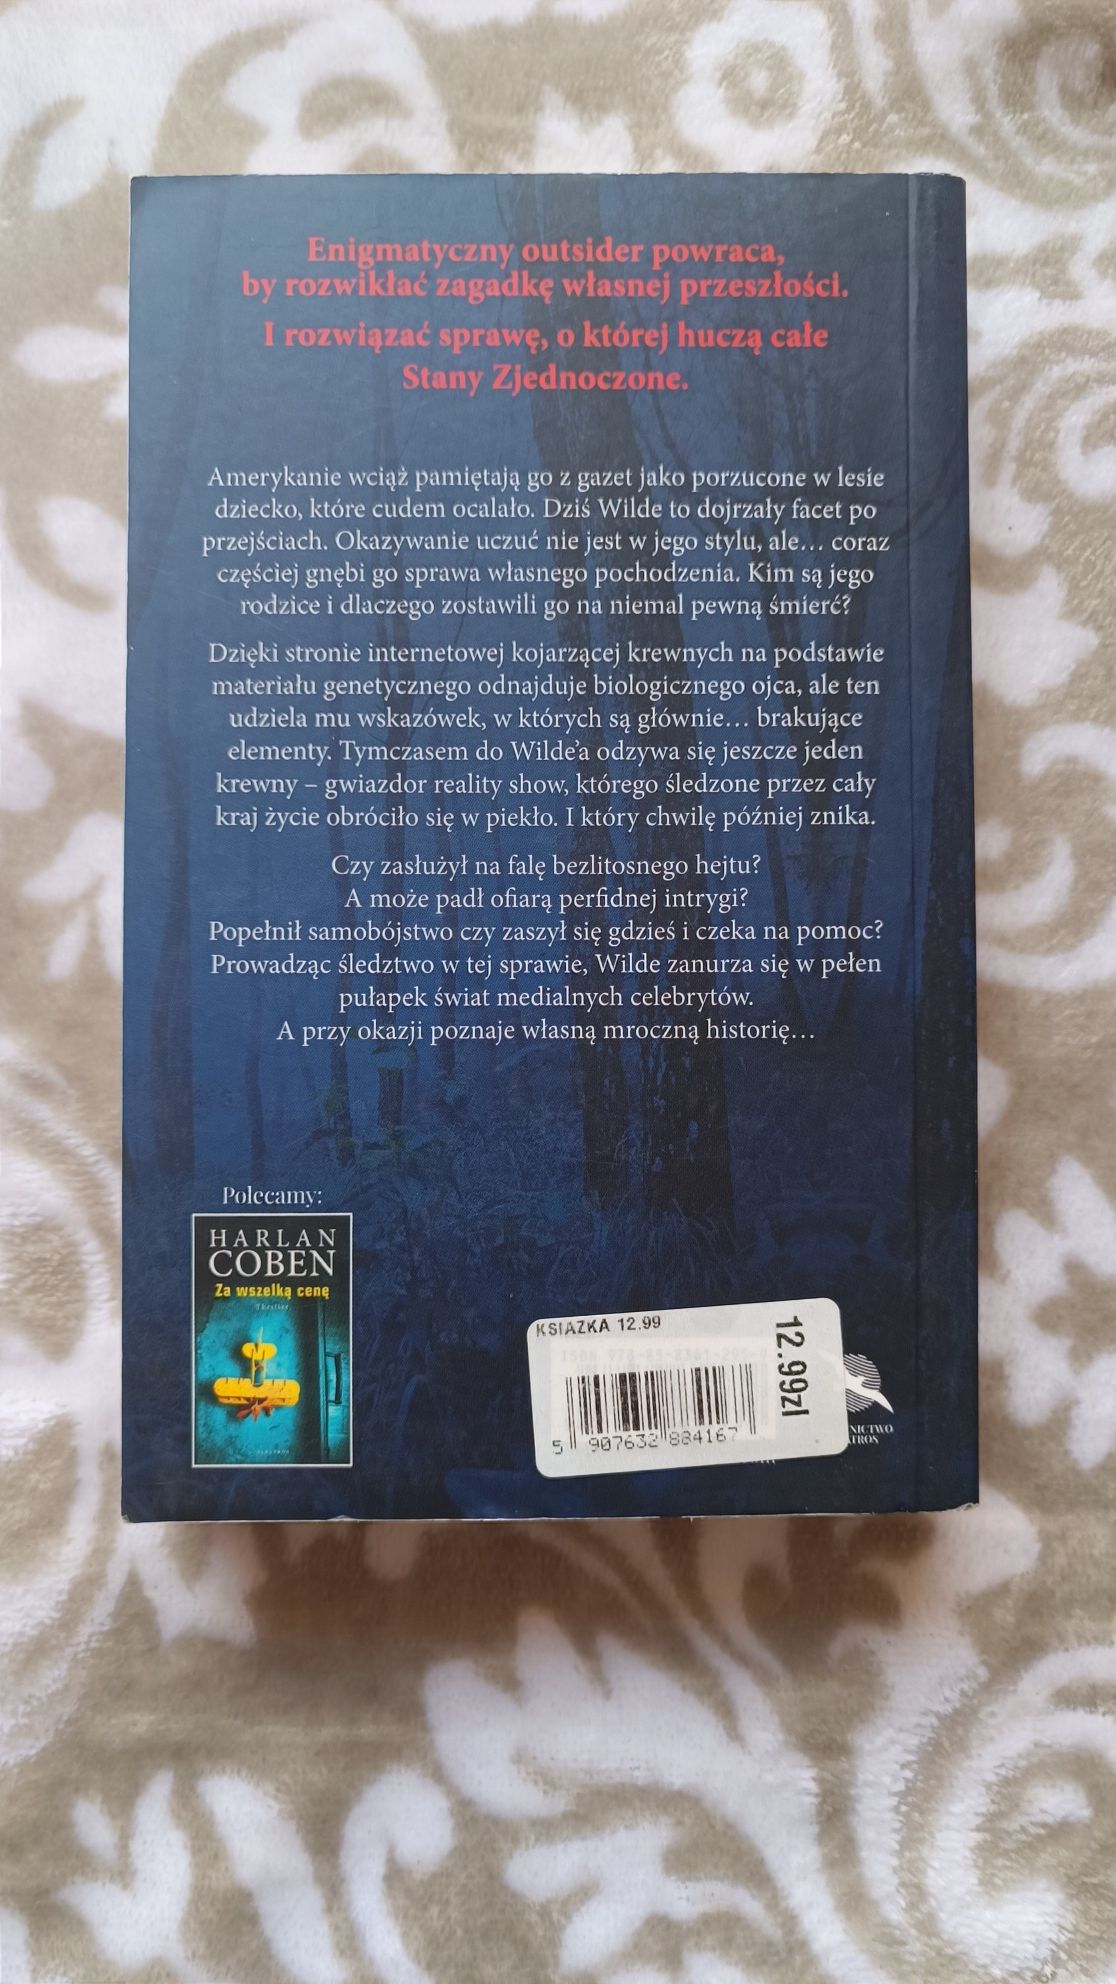 Enigmatyczny outsider powraca,
by rozwikłać zagadkę własnej przeszłości.
I rozwiązać sprawę, o której huczą całe
Stany Zjednoczone.
Amerykanie wciąż pamiętają go z gazet jako porzucone w lesie
dziecko, które cudem ocalało. Dziś Wilde to dojrzały facet po
przejściach. Okazywanie uczuć nie jest w jego stylu, ale… coraz
częściej gnębi go sprawa własnego pochodzenia. Kim są jego
rodzice i dlaczego zostawili go na niemal pewną śmierć?
Dzięki stronie internetowej kojarzącej krewnych na podstawie
materiału genetycznego odnajduje biologicznego ojca, ale ten
udziela mu wskazówek, w których są głównie… brakujące
elementy. Tymczasem do Wilde’a odzywa się jeszcze jeden
krewny – gwiazdor reality show, którego śledzone przez cały
kraj życie obróciło się w piekło. I który chwilę później znika.
Czy zasłużył na falę bezlitosnego hejtu?
A może padł ofiarą perfidnej intrygi?
Popełnił samobójstwo czy zaszył się gdzieś i czeka na pomoc?
Prowadząc śledztwo w tej sprawie, Wilde zanurza się w pełen
pułapek świat medialnych celebrytów.
A przy okazji poznaje własną mroczną historię…
Polecamy:
HARLAN
COBEN
Za wszelką cenę
Thriller
ALBATROS
KSIAZKA 12.99
12.99zl
5 907632 884167
NICTWO
TROS